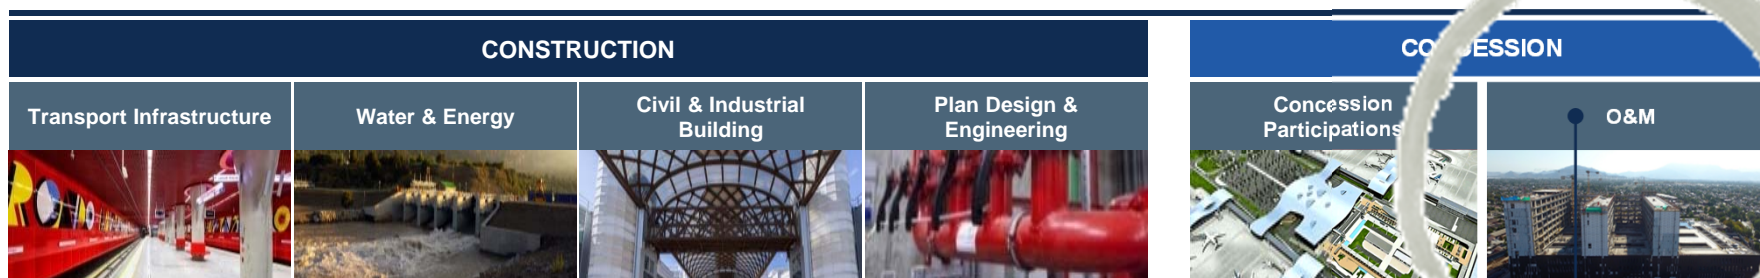 CONSTRUCTION
Transport Infrastructure
Water & Energy
Civil & Industrial
Building
Plan Design &
Engineering
Concession
Participations
O&M